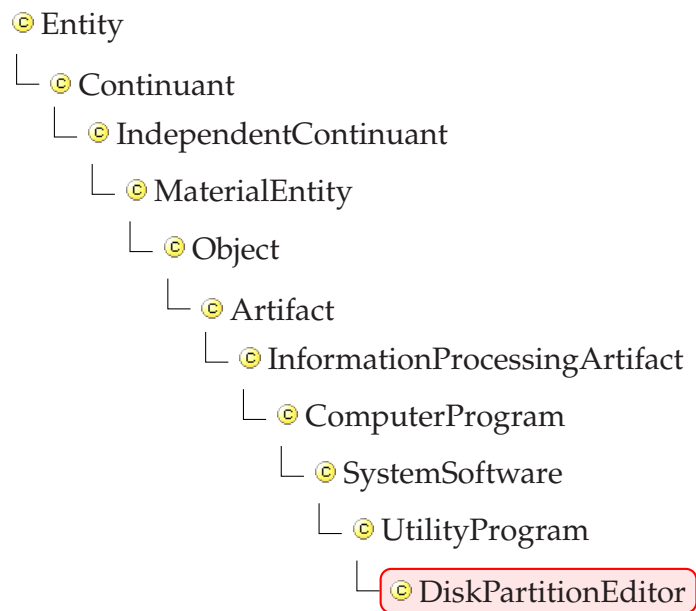 Entity
Continuant
IndependentContinuant
MaterialEntity
Object
Artifact
InformationProcessingArtifact
ComputerProgram
SystemSoftware
UtilityProgram
DiskPartitionEditor